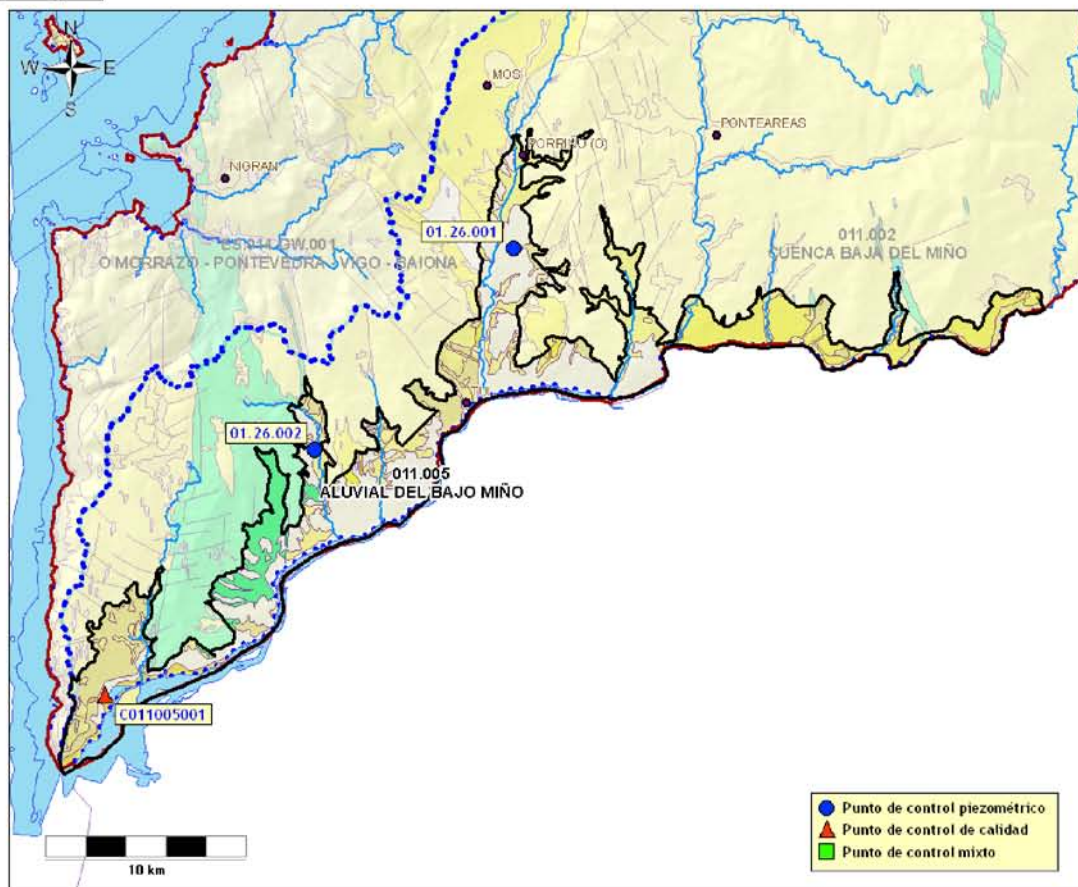 N
W E
S
MOS
PORRIÑO (O)
PONTEAREAS
NIGRAN
01.26.001
011.002
CUENCA BAJA DEL MIÑO
O MORRAZO - PONTEVEDRA - VIGO - BAIONA
01.26.002
011.005
ALUVIAL DEL BAJO MIÑO
C011005001
Punto de control piezométrico
Punto de control de calidad
Punto de control mixto
10 km